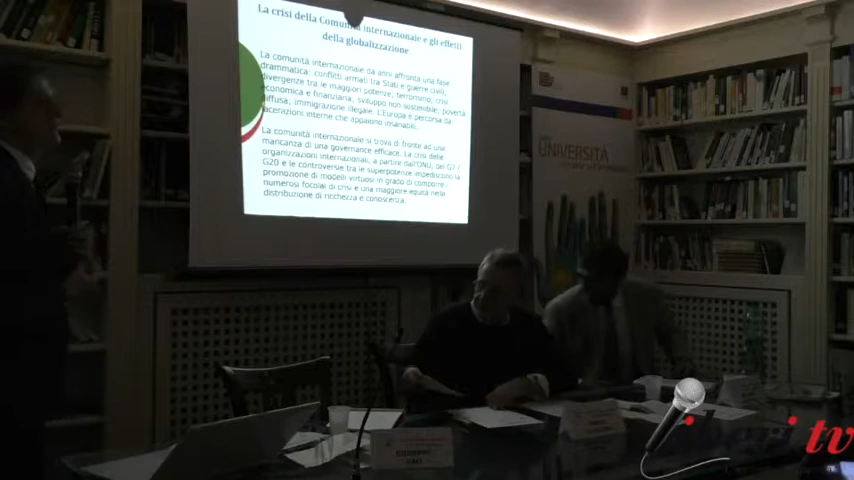 La crisi della Comunità internazionale e gli effetti
della globalizzazione
La comunità internazionale da anni affronta una fase
drammatica: conflitti armati tra Stati e guerre civili,
divergenze tra le maggiori potenze, terrorismo, crisi
economica e finanziaria, sviluppo non sostenibile, povertà
diffusa, immigrazione illegale. L'Europa è percorsa da
lacerazioni interne che appaiono insanabili.
La comunità internazionale si trova di fronte ad una
mancanza di una governance efficace. La crisi delle
organizzazioni internazionali, a partire dall'ONU, del G7 /
G20 e le controversie tra le superpotenze impediscono la
promozione di modelli virtuosi in grado di comporre i
numerosi focolai di crisi e una maggiore equità nella
distribuzione di ricchezza e conoscenza.
UNIVERSITÀ
liberi tv